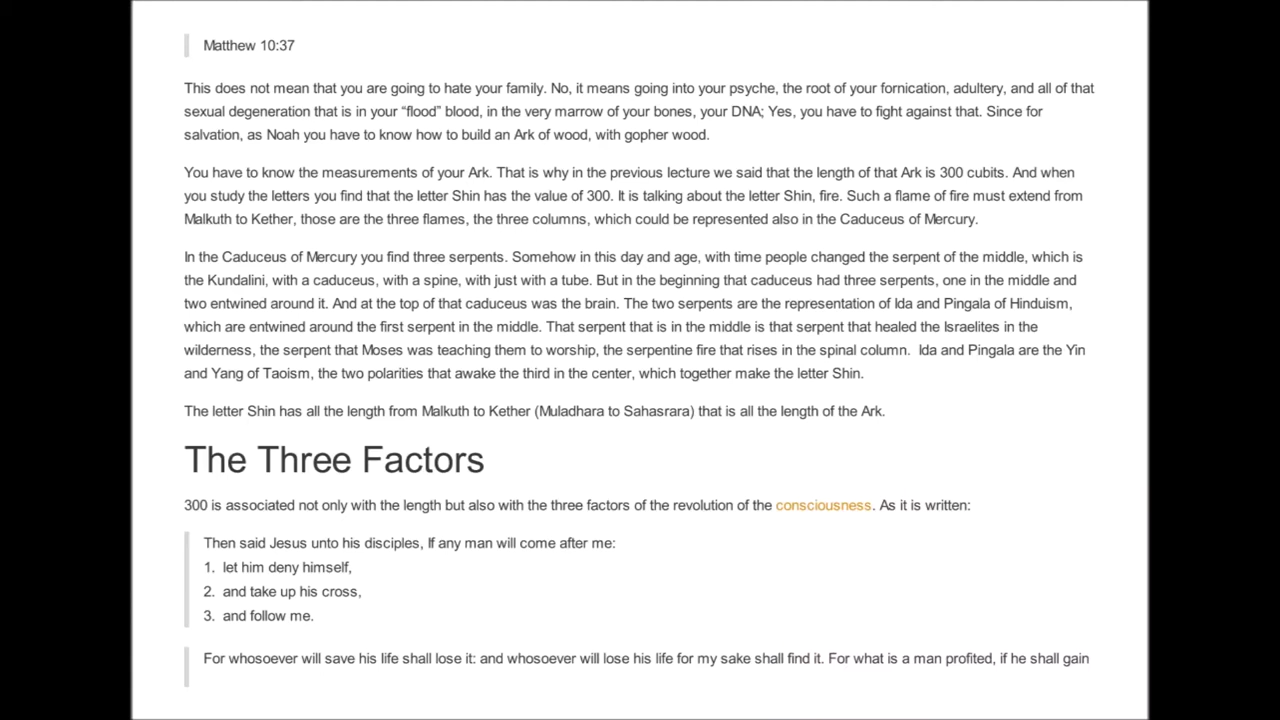 Matthew 10:37
This does not mean that you are going to hate your family. No, it means going into your psyche, the root of your fornication, adultery, and all of that
sexual degeneration that is in your “flood” blood, in the very marrow of your bones, your DNA; Yes, you have to fight against that. Since for
salvation, as Noah you have to know how to build an Ark of wood, with gopher wood.
You have to know the measurements of your Ark. That is why in the previous lecture we said that the length of that Ark is 300 cubits. And when
you study the letters you find that the letter Shin has the value of 300. It is talking about the letter Shin, fire. Such a flame of fire must extend from
Malkuth to Kether, those are the three flames, the three columns, which could be represented also in the Caduceus of Mercury.
In the Caduceus of Mercury you find three serpents. Somehow in this day and age, with time people changed the serpent of the middle, which is
the Kundalini, with a caduceus, with a spine, with just with a tube. But in the beginning that caduceus had three serpents, one in the middle and
two entwined around it. And at the top of that caduceus was the brain. The two serpents are the representation of Ida and Pingala of Hinduism,
which are entwined around the first serpent in the middle. That serpent that is in the middle is that serpent that healed the Israelites in the
wilderness, the serpent that Moses was teaching them to worship, the serpentine fire that rises in the spinal column.  Ida and Pingala are the Yin
and Yang of Taoism, the two polarities that awake the third in the center, which together make the letter Shin.
The letter Shin has all the length from Malkuth to Kether (Muladhara to Sahasrara) that is all the length of the Ark.
The Three Factors
300 is associated not only with the length but also with the three factors of the revolution of the consciousness. As it is written:
Then said Jesus unto his disciples, If any man will come after me:
1. let him deny himself,
2. and take up his cross,
3. and follow me.
For whosoever will save his life shall lose it: and whosoever will lose his life for my sake shall find it. For what is a man profited, if he shall gain